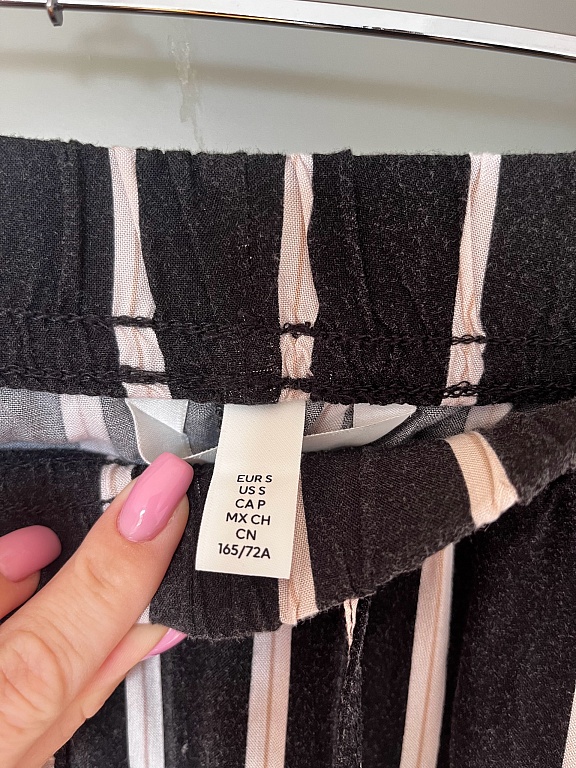 EUR S
US S
CA P
MX CH
CN
165/72A